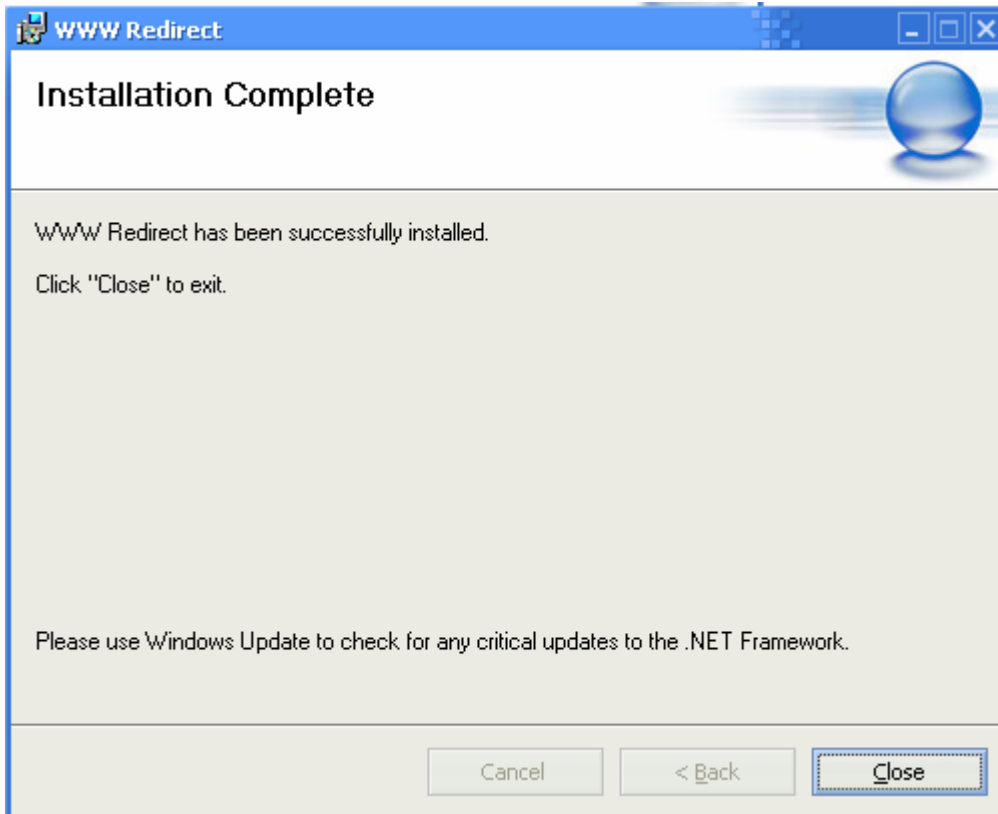 WWW Redirect
Installation Complete
WWW Redirect has been successfully installed.
Click "Close" to exit.
Please use Windows Update to check for any critical updates to the .NET Framework.
Cancel
< Back
Close